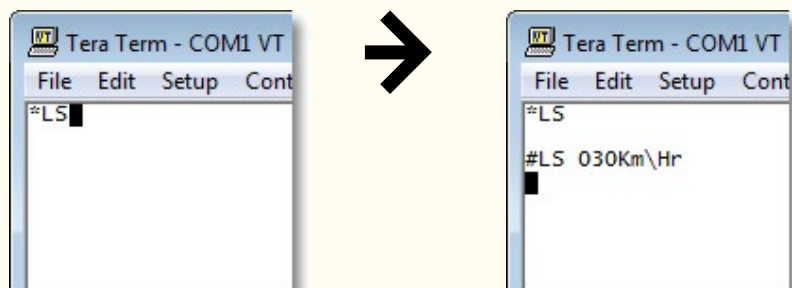 Tera Term - COM1 VT
File Edit Setup Cont
*LS
Tera Term - COM1 VT
File Edit Setup Cont
*LS
#LS 030Km\Hr